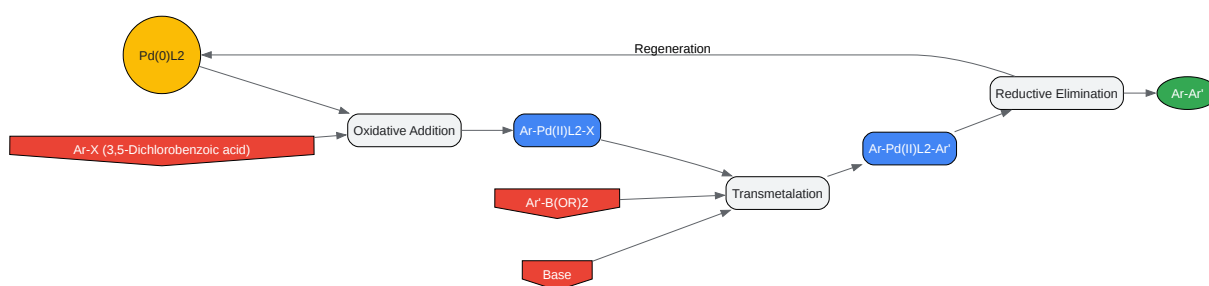 Pd(0)L2
Regeneration
Reductive Elimination
Ar-Ar'
Oxidative Addition
Ar-Pd(II)L2-X
Ar-X (3,5-Dichlorobenzoic acid)
Ar-Pd(II)L2-Ar'
Transmetalation
Ar'-B(OR)2
Base